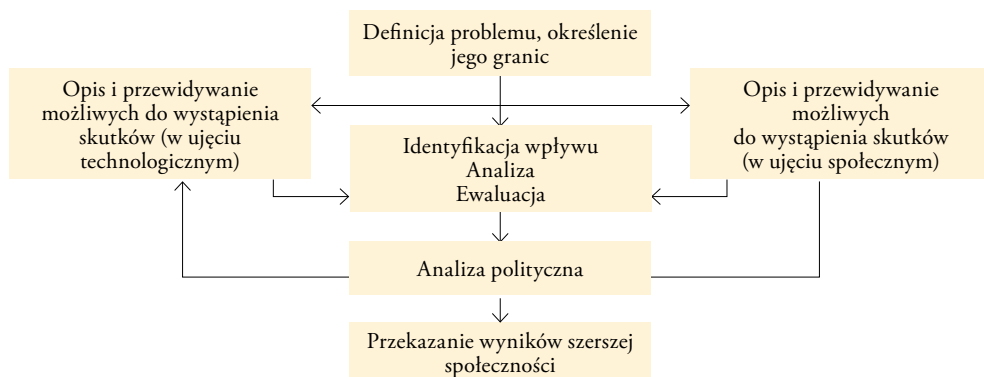 Definicja problemu, określenie
jego granic
Opis i przewidywanie
możliwych do wystąpienia
skutków (w ujęciu
technologicznym)
Opis i przewidywanie
możliwych
do wystąpienia skutków
(w ujęciu społecznym)
Identyfikacja wpływu
Analiza
Ewaluacja
Analiza polityczna
Przekazanie wyników szerszej
społeczności